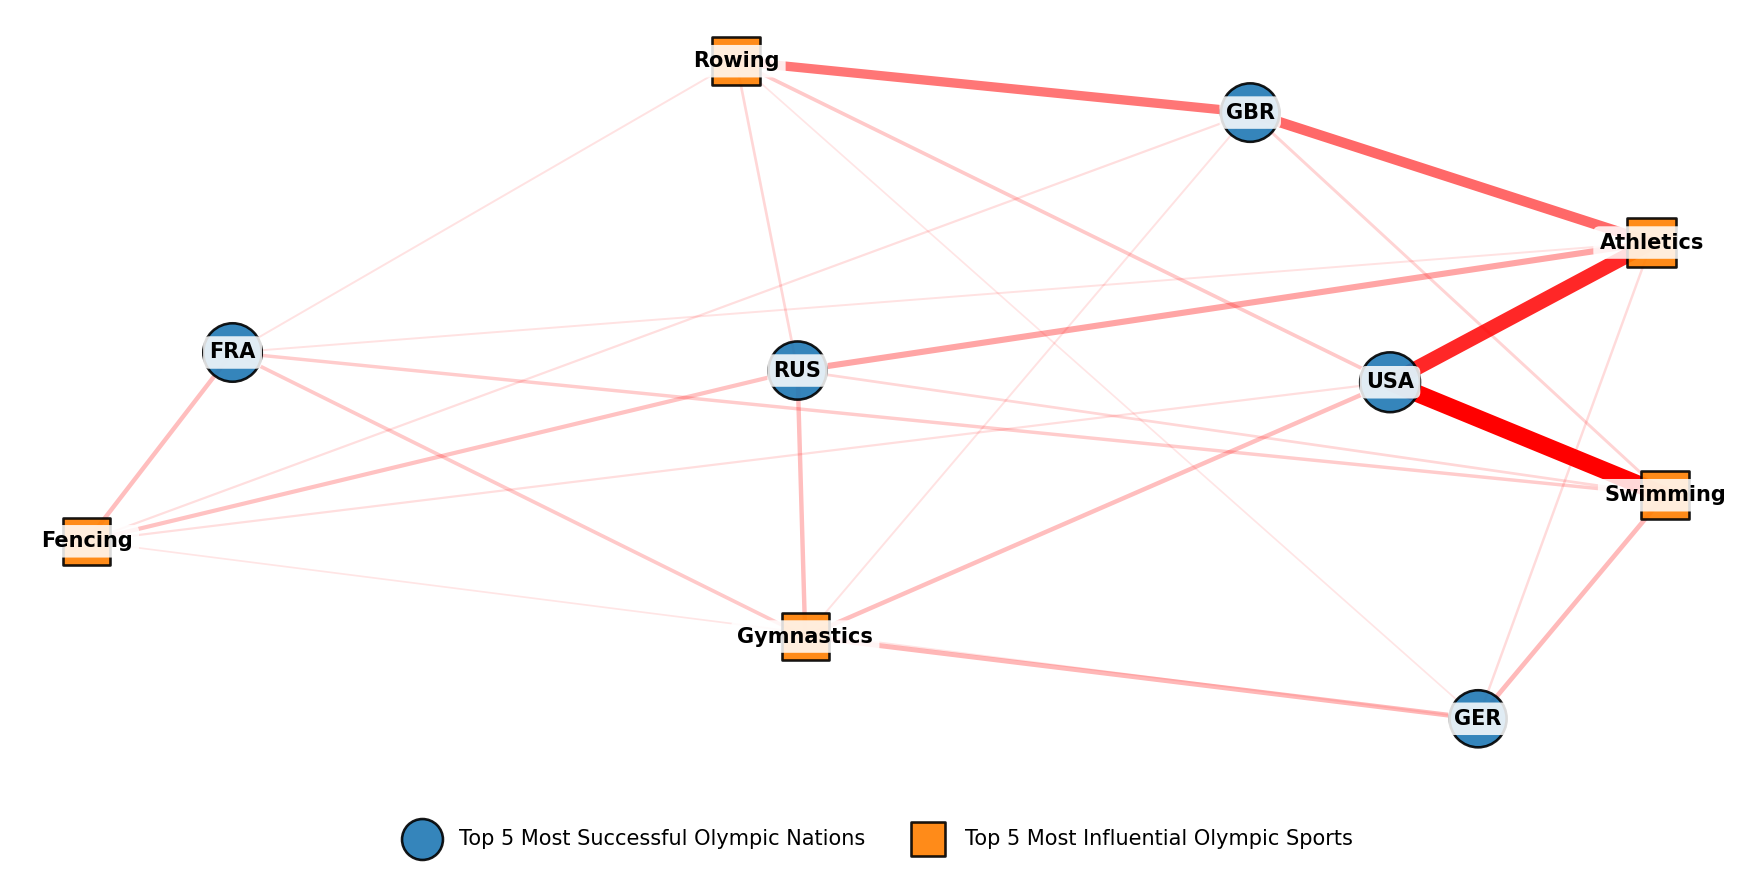 Rowing
GBR
Athletics
FRA
RUS
USA
Swimming
Fencing
Gymnastics
GER
Top 5 Most Successful Olympic Nations
Top 5 Most Influential Olympic Sports